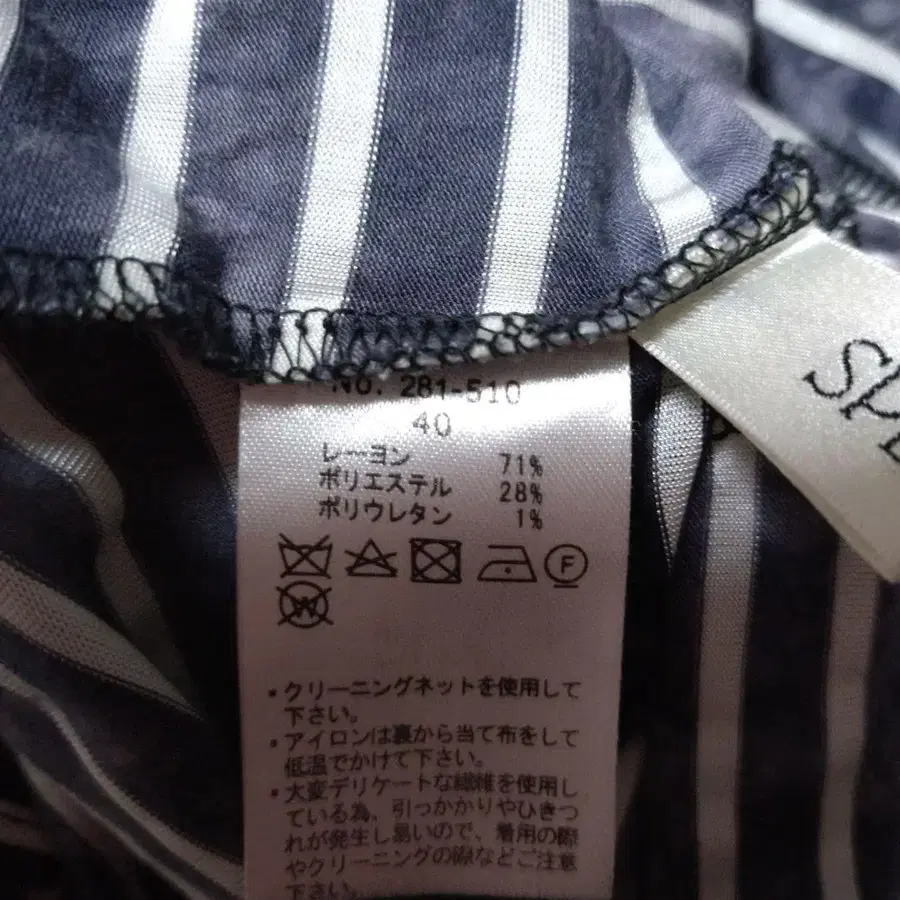 No. 281-510
40
レーヨン 71%
ポリエステル 28%
ポリウレタン 1%
F
W
・クリーニングネットを使用して
下さい。
・アイロンは裏から当て布をして
低温でかけて下さい。
・大変デリケートな繊維を使用し
ている為、引っかかりやひきつ
れが発生し易いので、着用の際
やクリーニングの際などご注意
下さい。